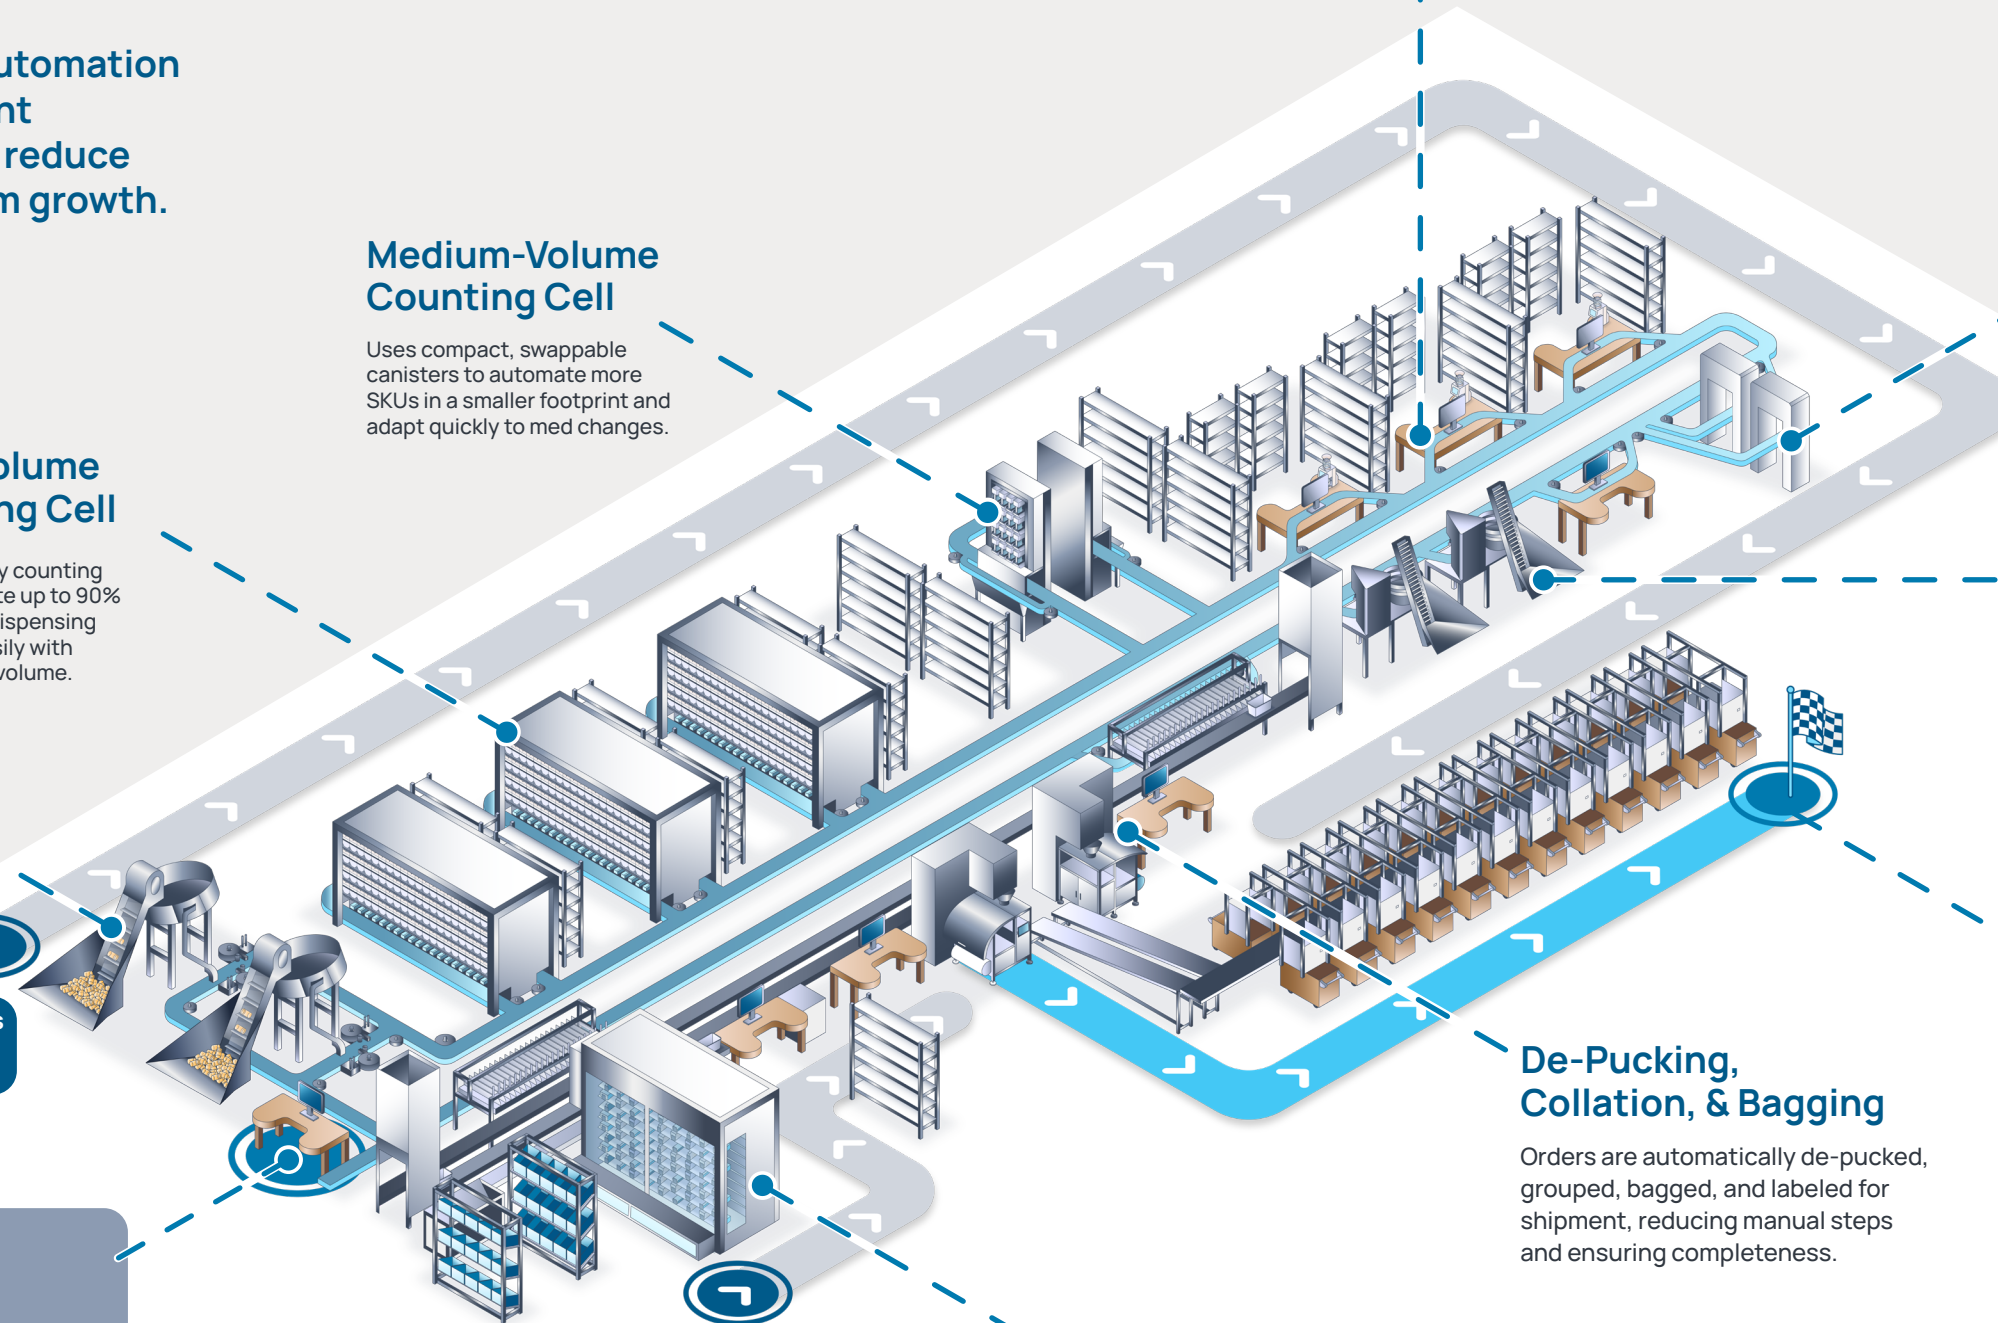 utomation
nt
reduce
m growth.
Medium-Volume
Counting Cell
Uses compact, swappable
canisters to automate more
SKUs in a smaller footprint and
adapt quickly to med changes.
olume
ng Cell
y counting
te up to 90%
ispensing
sily with
volume.
s
De-Pucking,
Collation, & Bagging
Orders are automatically de-pucked,
grouped, bagged, and labeled for
shipment, reducing manual steps
and ensuring completeness.